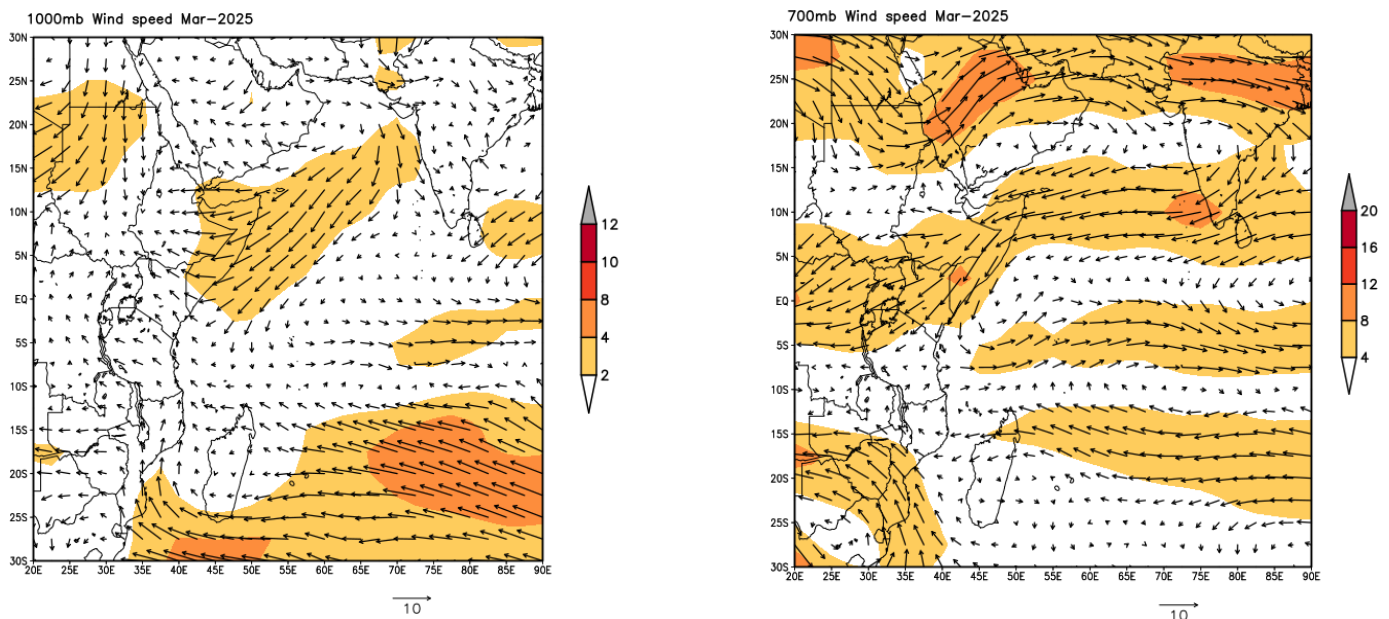 1000mb Wind speed Mar-2025
30N
25N
20N
15N
10N
5N
EQ
5S
10S
15S
20S
25S
30S
20E 25E 30E 35E 40E 45E 50E 55E 60E 65E 70E 75E 80E 85E 90E
10
12
10
8
4
2
700mb Wind speed Mar-2025
30N
25N
20N
15N
10N
5N
EQ
5S
10S
15S
20S
25S
30S
20E 25E 30E 35E 40E 45E 50E 55E 60E 65E 70E 75E 80E 85E 90E
10
20
16
12
8
4